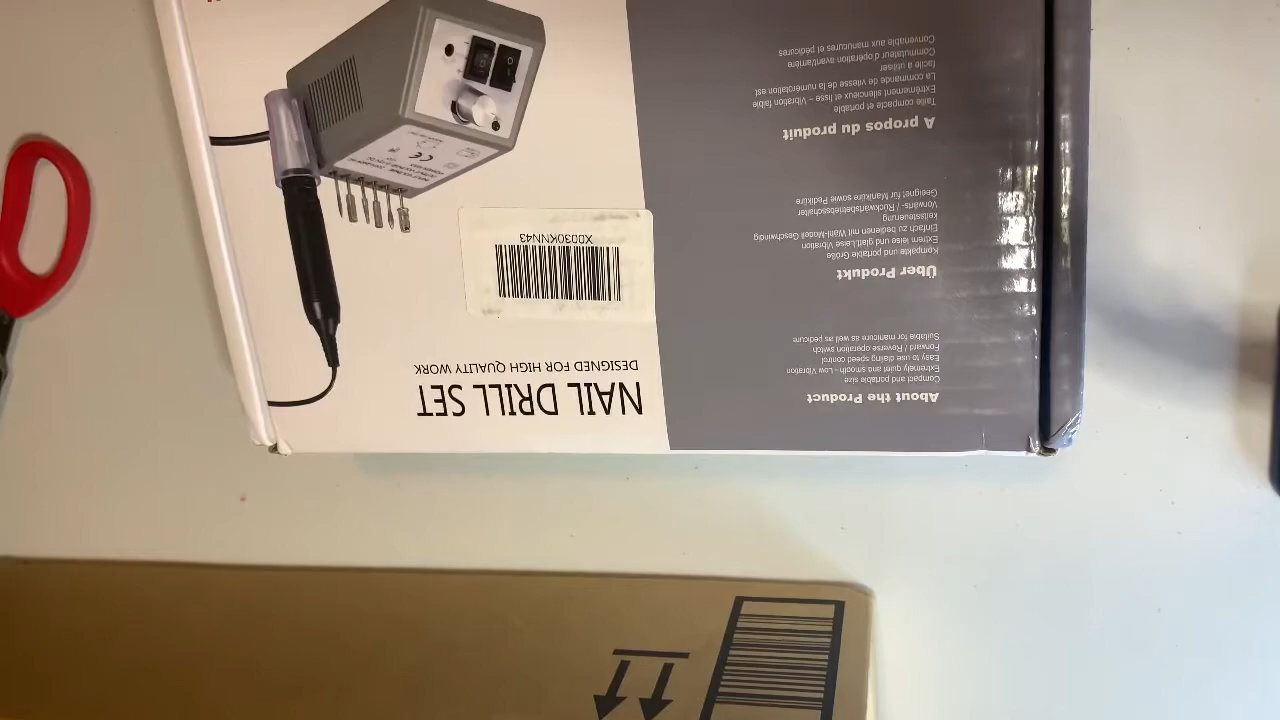 NAIL DRILL SET
DESIGNED FOR HIGH QUALITY WORK
X0030KNN43
About the Product
Compact and portable size
Extremely quiet and smooth - Low Vibration
Easy to use dialing speed control
Forward / Reverse operation switch
Suitable for manicure as well as pedicure
Über Produkt
Kompakte und portable Größe
Extrem leise und glatt.Leise Vibration
Einfach zu bedienen mit Wahl-Modell Geschwindig
keitssteuerung
Vorwärts- / Rückwärtsbetriebsschalter
Geeignet für Maniküre sowie Pediküre
A propos du produit
Taille compacte et portable
Extrêmement silencieux et lisse – Vibration faible
La commande de vitesse de la numérotation est
facile à utiliser
Commutateur d'opération avant/arrière
Convenable aux manucures et pédicures
CE